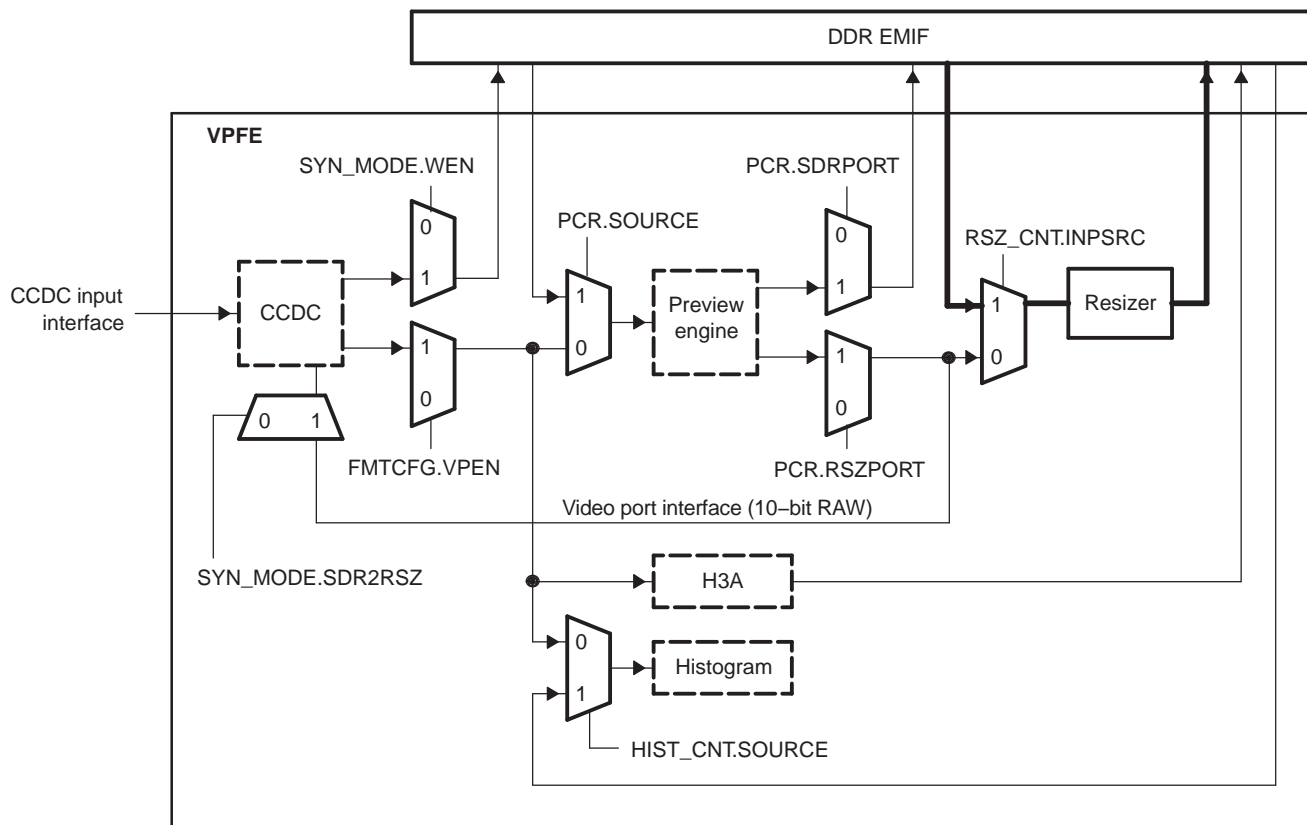 DDR EMIF
VPFE
SYN_MODE.WEN
PCR.SDRPORT
PCR.SOURCE
RSZ_CNT.INPSRC
0
1
CCDC input
interface
CCDC
1
0
1
0
Preview
engine
0
1
1
0
1
0
Resizer
0 1
FMTCFG.VPEN
PCR.RSZPORT
Video port interface (10–bit RAW)
SYN_MODE.SDR2RSZ
H3A
0
1
Histogram
HIST_CNT.SOURCE